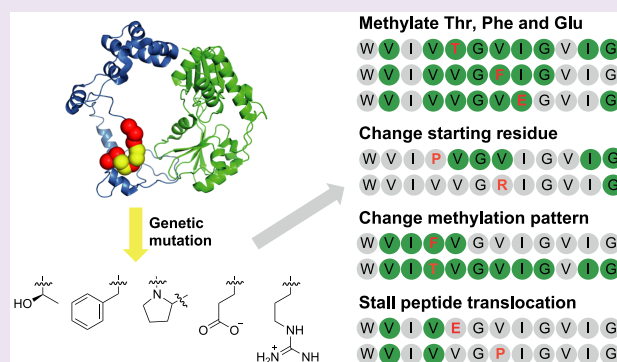 Genetic mutation
HO
N
O O⁻
NH
H₂N⁺ NH₂
Methylate Thr, Phe and Glu
W V I V T G V I G V I G
W V I V V G F I G V I G
W V I V V G V E G V I G
Change starting residue
W V I P V G V I G V I G
W V I V V G R I G V I G
Change methylation pattern
W V I F V G V I G V I G
W V I T V G V I G V I G
Stall peptide translocation
W V I V E G V I G V I G
W V I V V G P I G V I G